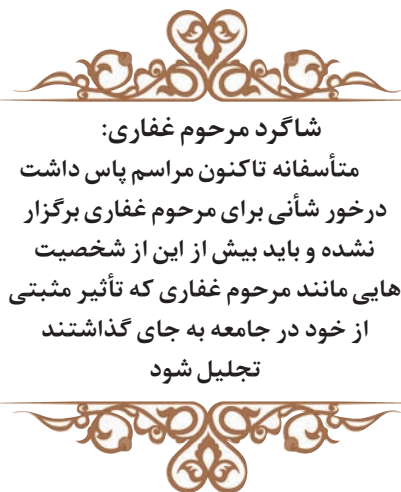 شاگرد مرحوم غفاری:
متأسفانه تاکنون مراسم پاس داشت
درخور شأنی برای مرحوم غفاری برگزار
نشده و باید بیش از این از شخصیت
هایی مانند مرحوم غفاری که تأثیر مثبتی
از خود در جامعه به جای گذاشتند
تجلیل شود